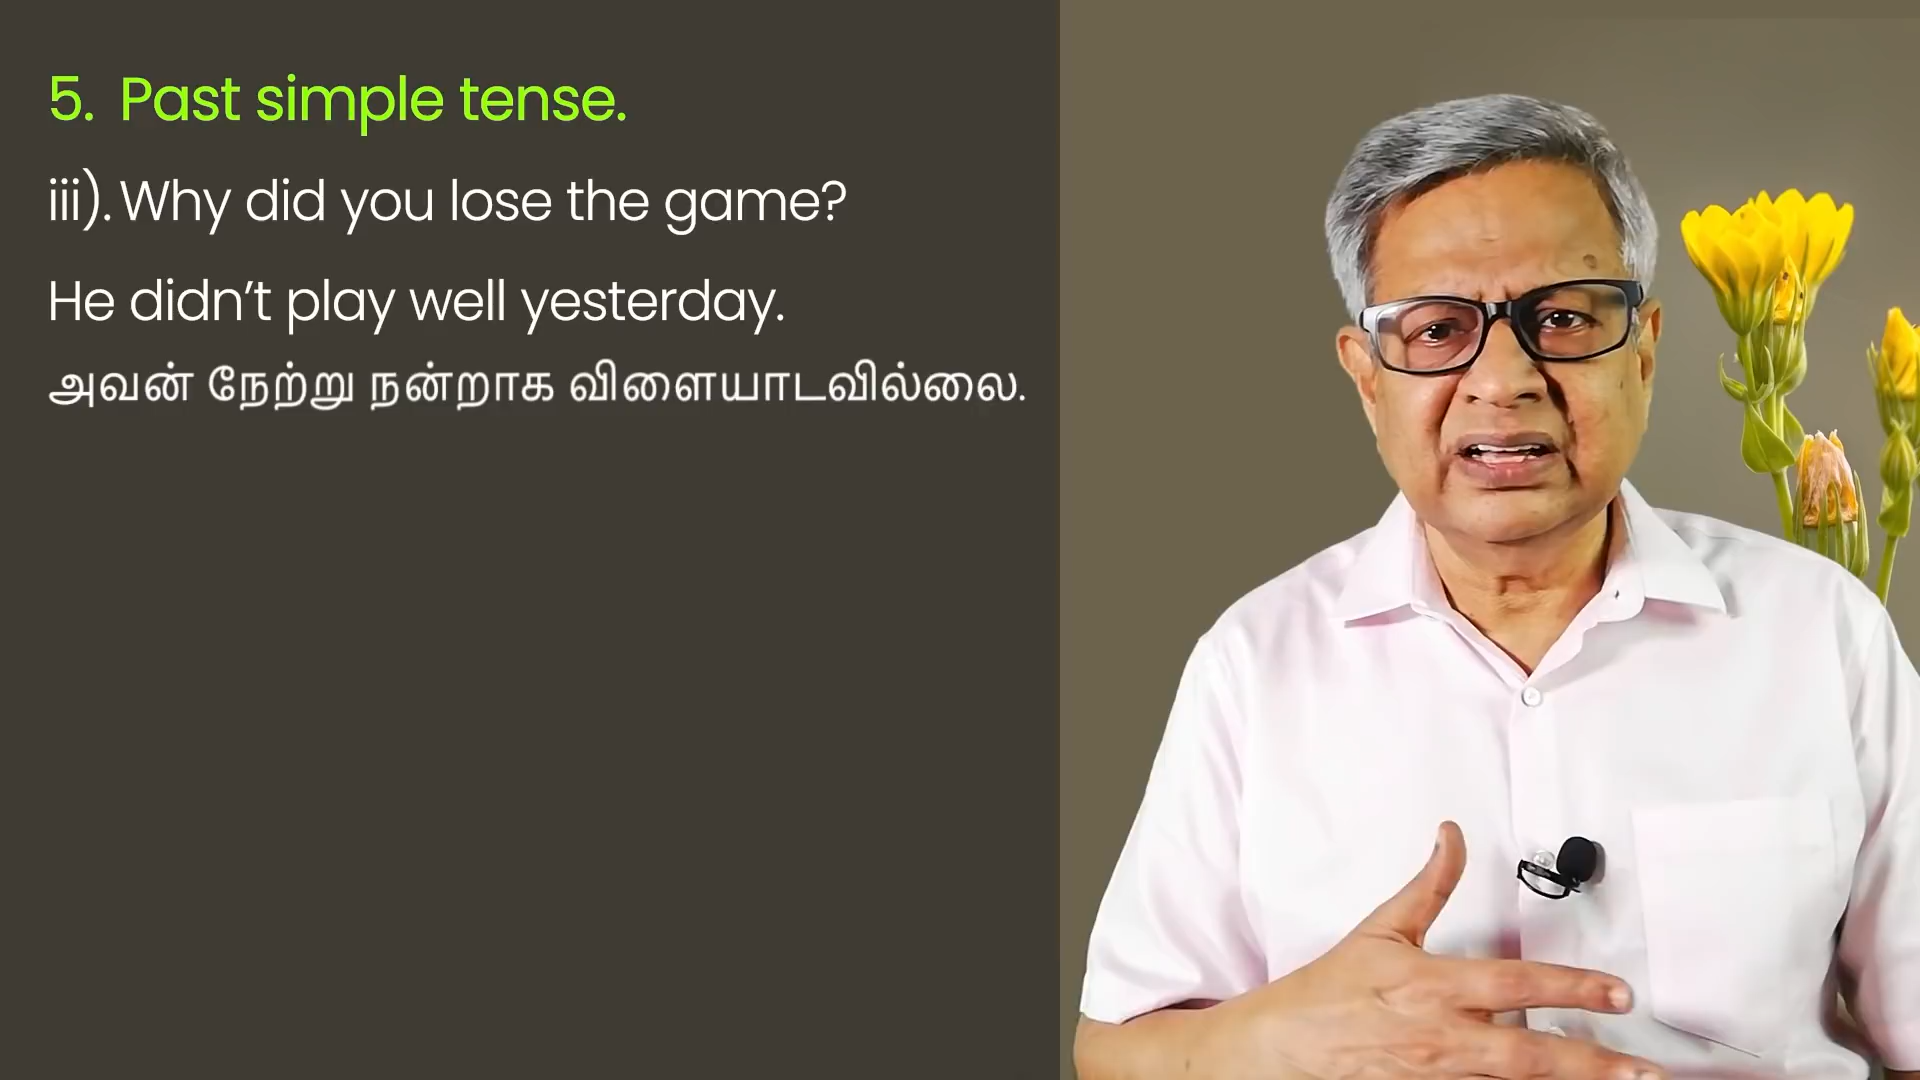 5. Past simple tense.
iii). Why did you lose the game?
He didn’t play well yesterday.
அவன் நேற்று நன்றாக விளையாடவில்லை.